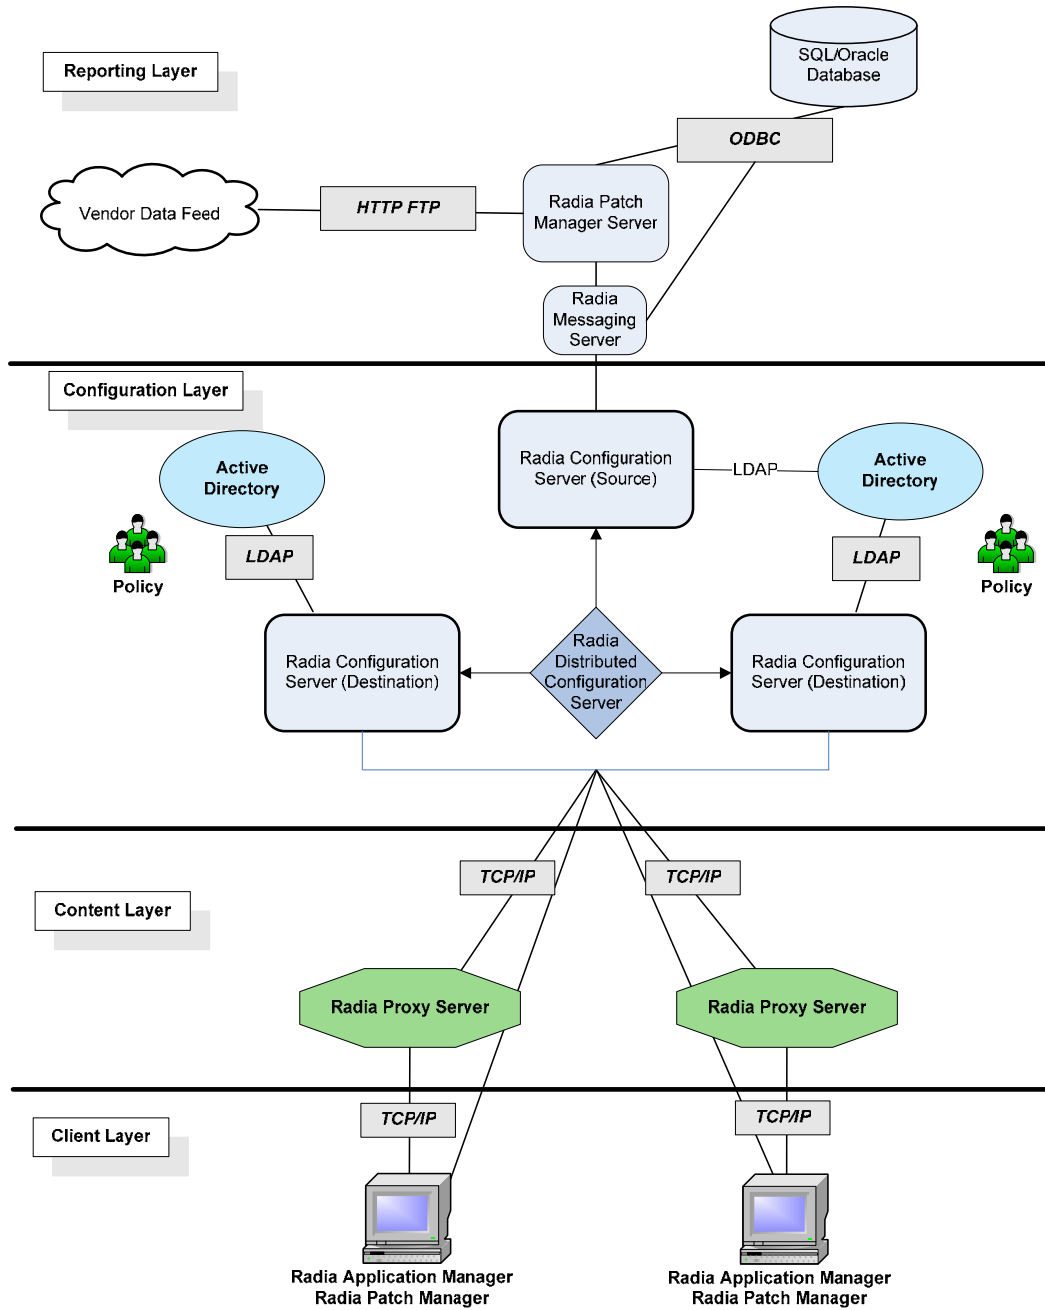 SQL/Oracle
Database
Reporting Layer
ODBC
Vendor Data Feed
HTTP FTP
Radia Patch
Manager Server
Radia
Messaging
Server
Configuration Layer
Active
Directory
Radia Configuration
Server (Source)
LDAP
Active
Directory
Policy
LDAP
LDAP
Policy
Radia Configuration
Server (Destination)
Radia
Distributed
Configuration
Server
Radia Configuration
Server (Destination)
TCP/IP
TCP/IP
Content Layer
Radia Proxy Server
Radia Proxy Server
Client Layer
TCP/IP
TCP/IP
Radia Application Manager
Radia Patch Manager
Radia Application Manager
Radia Patch Manager